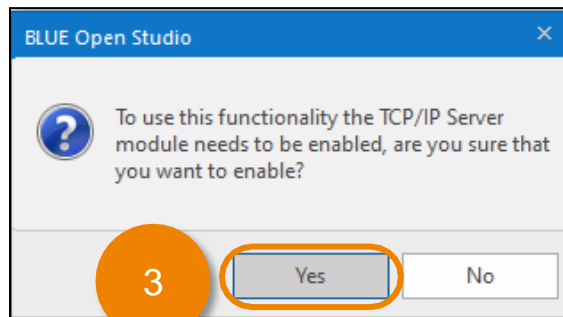 BLUE Open Studio
To use this functionality the TCP/IP Server
module needs to be enabled, are you sure that
you want to enable?
3
Yes
No